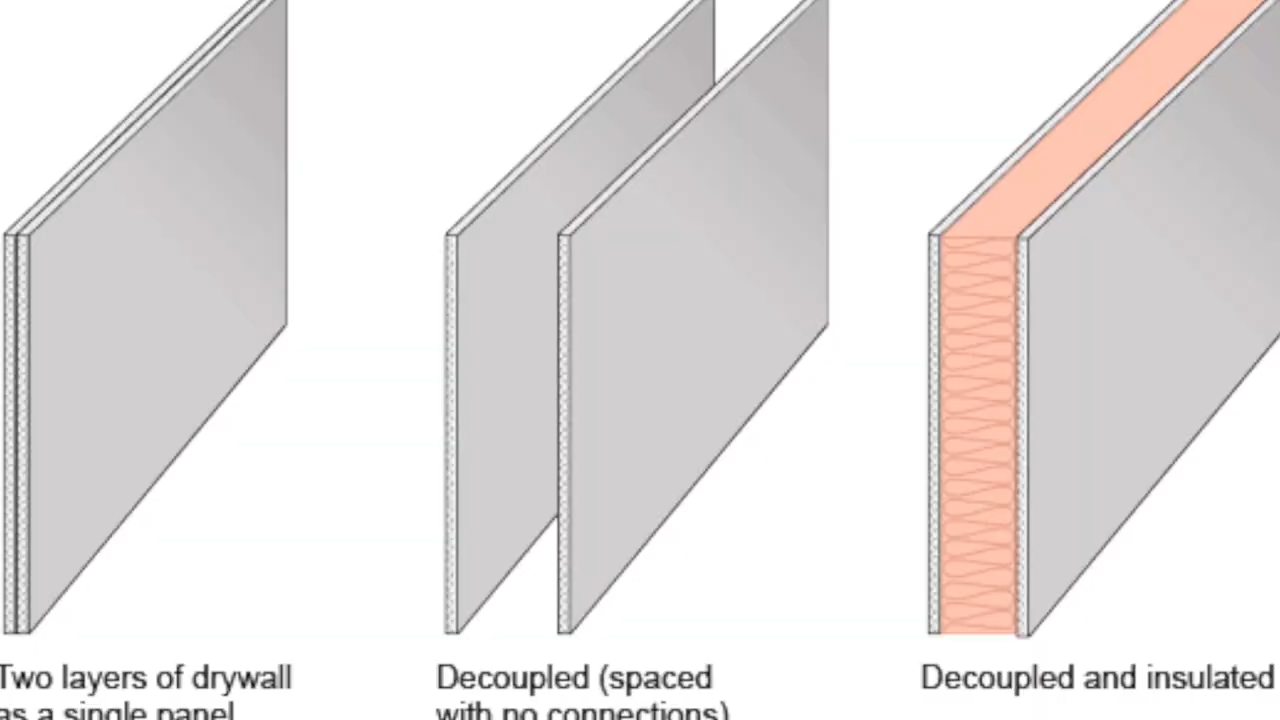 Two layers of drywall
as a single panel
Decoupled (spaced
with no connections)
Decoupled and insulated